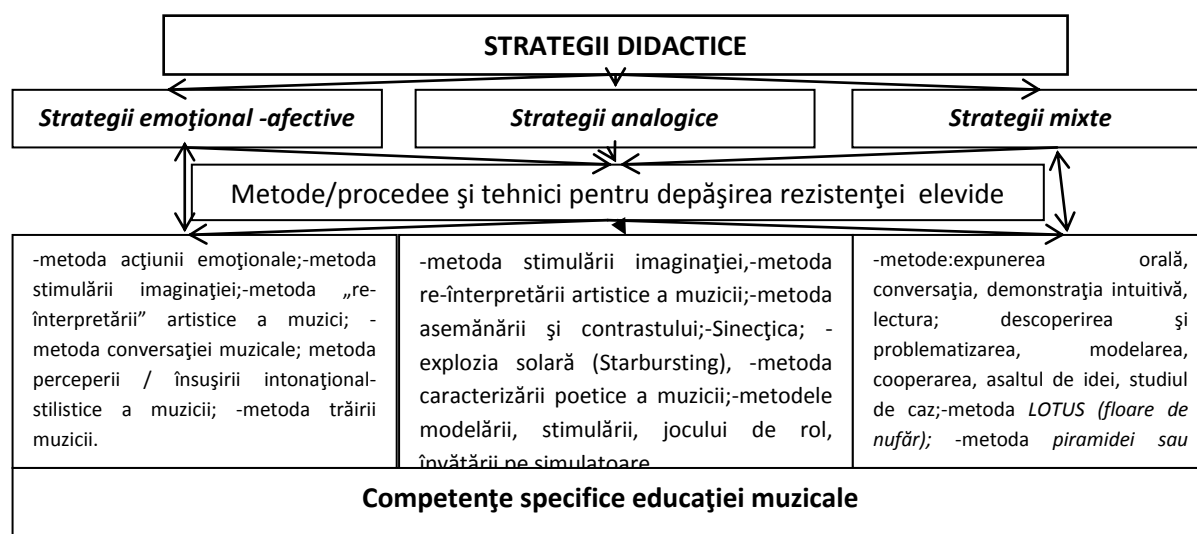 STRATEGII DIDACTICE
Strategii emoţional -afective
Strategii analogice
Strategii mixte
Metode/procedee şi tehnici pentru depăşirea rezistenţei elevide
-metoda acţiunii emoţionale;-metoda
stimulării imaginaţiei;-metoda „re-
înterpretării” artistice a muzici; -
metoda conversaţiei muzicale; metoda
perceperii / însuşirii intonaţional-
stilistice a muzicii; -metoda trăirii
muzicii.
-metoda stimulării imaginaţiei,-metoda
re-înterpretării artistice a muzicii;-metoda
asemănării şi contrastului;-Sinecţica; -
explozia solară (Starbursting), -metoda
caracterizării poetice a muzicii;-metodele
modelării, stimulării, jocului de rol,
învăţării pe simulatoare
-metode:expunerea orală,
conversaţia, demonstraţia intuitivă,
lectura; descoperirea şi
problematizarea, modelarea,
cooperarea, asaltul de idei, studiul
de caz;-metoda LOTUS (floare de
nufăr); -metoda piramidei sau
Competenţe specifice educaţiei muzicale